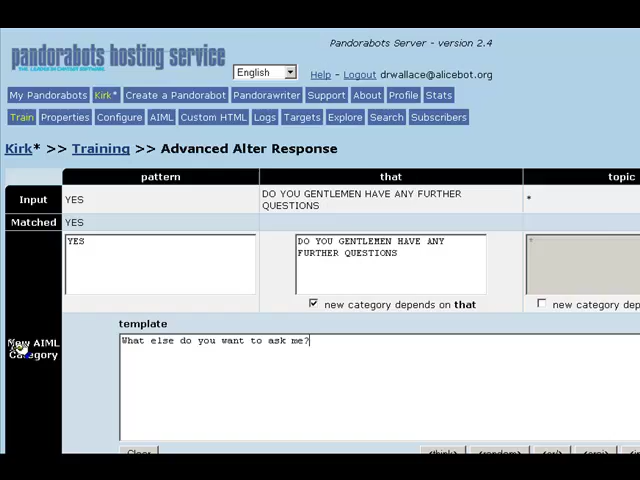 Pandorabots Server - version 2.4
pandorabots hosting service
English
Help - Logout drwallace@alicebot.org
My Pandorabots Kirk* Create a Pandorabot Pandorawriter Support About Profile Stats
Train Properties Configure AIML Custom HTML Logs Targets Explore Search Subscribers
Kirk* >> Training >> Advanced Alter Response
pattern that topic
Input YES DO YOU GENTLEMEN HAVE ANY FURTHER QUESTIONS *
Matched YES
YES
DO YOU GENTLEMEN HAVE ANY
FURTHER QUESTIONS
*
new category depends on that
new category dep
New AIML
Category
template
What else do you want to ask me?
Clear